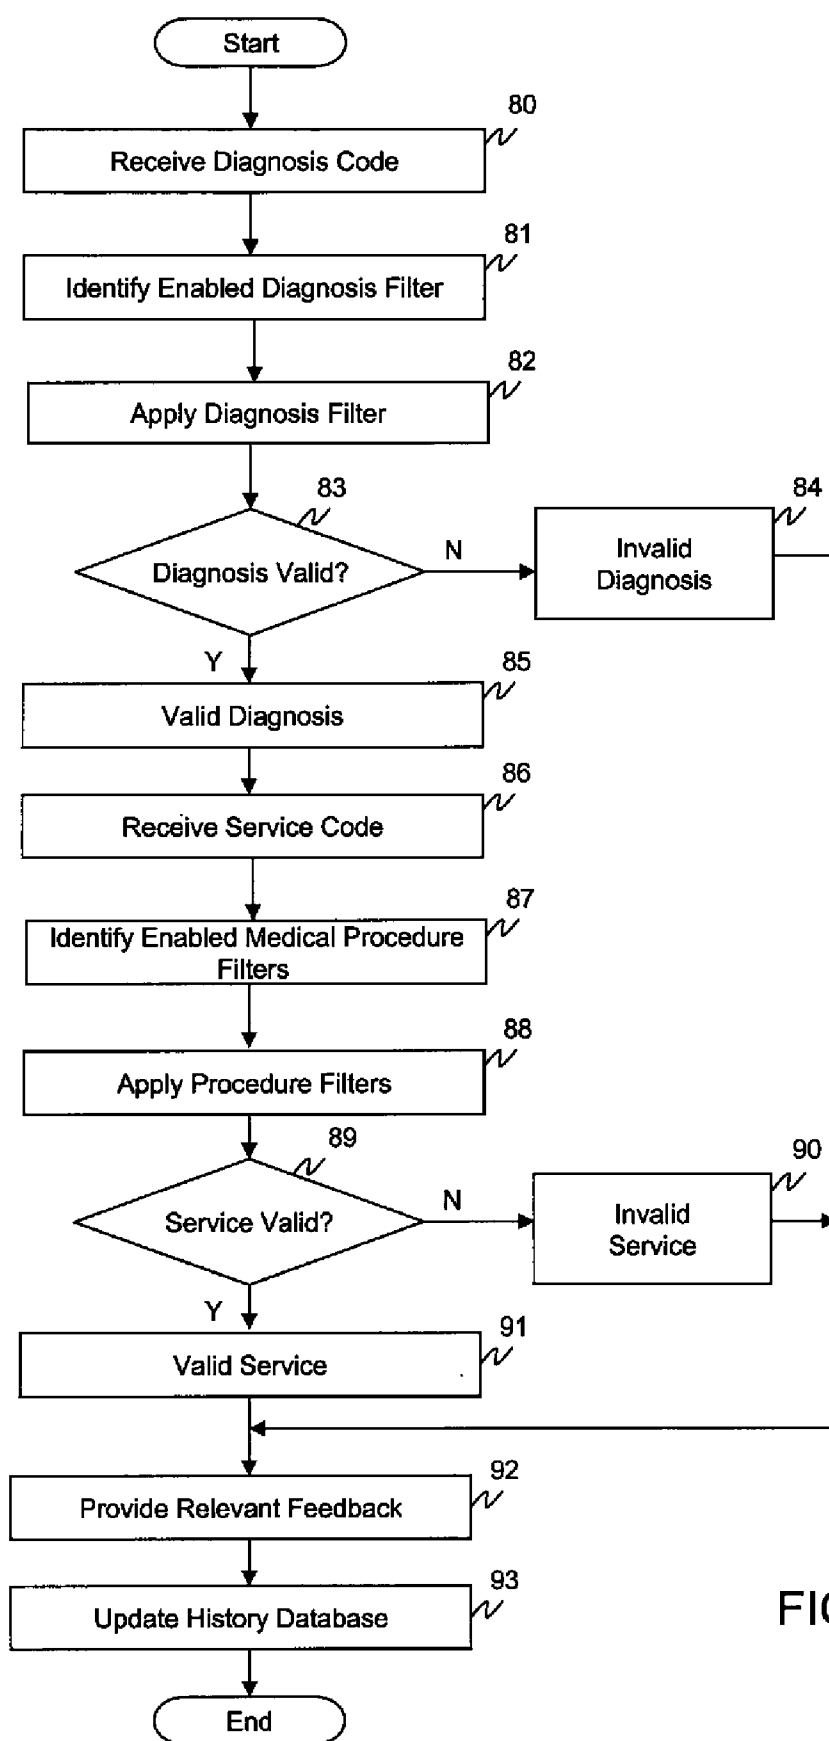 Start
80
Receive Diagnosis Code
81
Identify Enabled Diagnosis Filter
82
Apply Diagnosis Filter
83
Diagnosis Valid?
N
84
Invalid
Diagnosis
Y
85
Valid Diagnosis
86
Receive Service Code
87
Identify Enabled Medical Procedure
Filters
88
Apply Procedure Filters
89
Service Valid?
N
90
Invalid
Service
Y
91
Valid Service
92
Provide Relevant Feedback
93
Update History Database
End